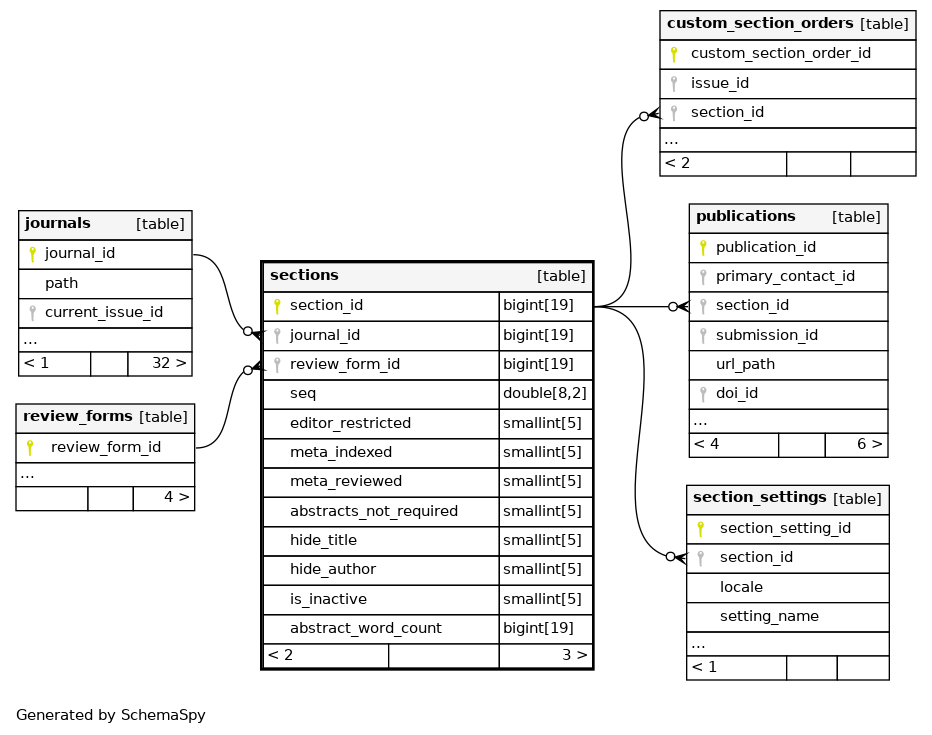 custom_section_orders [table]
custom_section_order_id
issue_id
section_id
...
< 2
journals [table]
journal_id
path
current_issue_id
...
< 1 32 >
review_forms [table]
review_form_id
...
4 >
sections [table]
section_id bigint[19]
journal_id bigint[19]
review_form_id bigint[19]
seq double[8,2]
editor_restricted smallint[5]
meta_indexed smallint[5]
meta_reviewed smallint[5]
abstracts_not_required smallint[5]
hide_title smallint[5]
hide_author smallint[5]
is_inactive smallint[5]
abstract_word_count bigint[19]
< 2 3 >
publications [table]
publication_id
primary_contact_id
section_id
submission_id
url_path
doi_id
...
< 4 6 >
section_settings [table]
section_setting_id
section_id
locale
setting_name
...
< 1
Generated by SchemaSpy